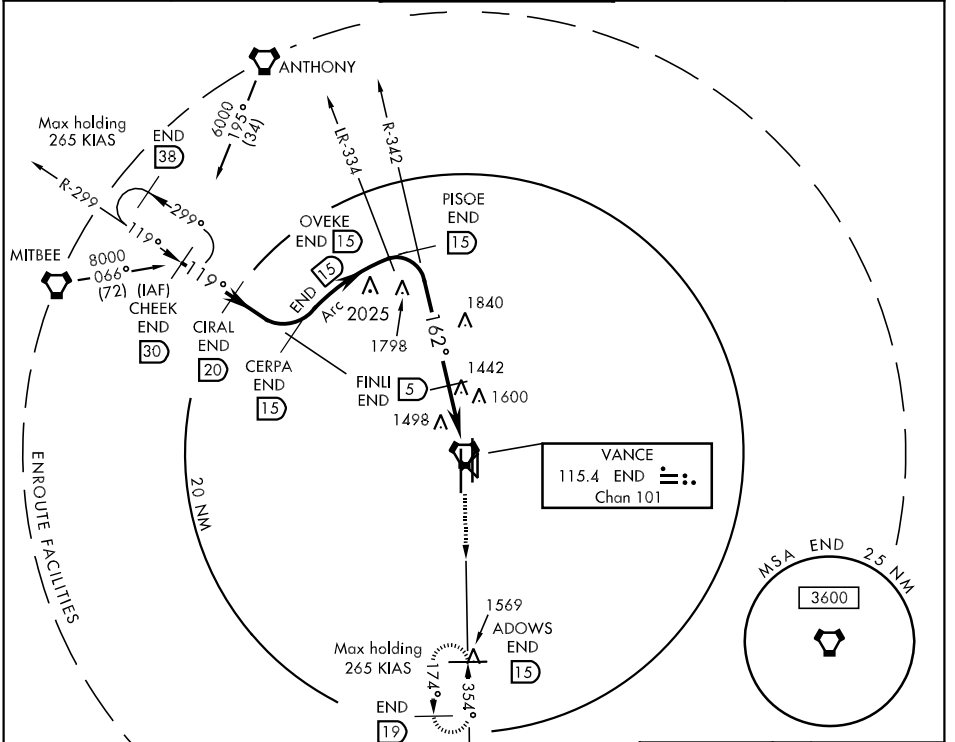 ANTHONY
6000
195°
(34)
Max holding
265 KIAS
END
38
R-299
119°
299°
LR-334
R-342
MITBEE
8000
066°
(72)
(IAF)
CHEEK
END
30
119°
CIRAL
END
20
OVEKE
END 15
END 15
Arc
PISOE
END
15
2025
1798
1840
162°
CERPA
END
15
FINLI
END
5
1442
1600
1498
VANCE
115.4 END
Chan 101
20 NM
ENROUTE FACILITIES
1569
ADOWS
END
15
Max holding
265 KIAS
174°
354°
END
19
MSA END 25 NM
3600